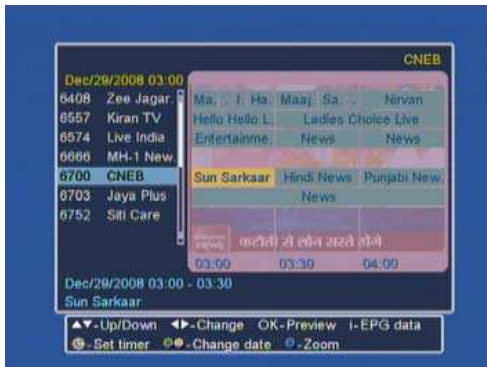 CNEB
Dec/29/2008 03:00
6408 Zee Jagar. Ma. . I. Ha. Maaj Sa. . Nirvan
6557 Kiran TV Hello Hello L. Ladies Choice Live
6574 Live India Entertainme. News News
6666 MH-1 New.
6700 CNEB Sun Sarkaar Hindi News Punjabi New.
6703 Jaya Plus News
6752 Siti Care
कटौती से लोन सस्ते होंगे
03:00 03:30 04:00
Dec/29/2008 03:00 - 03:30
Sun Sarkaar
▲▼-Up/Down ◀▶-Change OK-Preview i-EPG data
-Set timer -Change date -Zoom